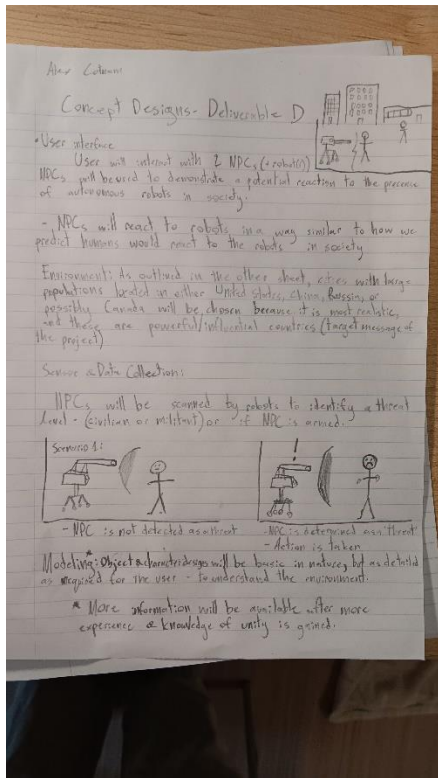 Alex
Concept Designs - Deliverable D
• User interface
User will interact with 2 NPCs, (+ robot(s))
NPCs will be used to demonstrate a potential reaction to the presence
of autonomous robots in society.
- NPCs will react to robots in a way similar to how we
predict humans would react to the robots in society
Environment: As outlined in the other sheet, cities with large
populations located in either United States, China, Russia, or
possibly Canada will be chosen because it is most realistic,
and these are powerful/influential countries (target message of
the project)
Sensor & Data Collection:
NPCs will be scanned by robots to identify a threat
level - (civilian or militant) or if NPC is armed.
Scenario 1:
!
- NPC is not detected as a threat
- NPC is determined as a 'threat'
- Action is taken
Modeling: * Object & character designs will be basic in nature, but as detailed
as required for the user - to understand the environment.
* More information will be available after more
experience & knowledge of unity is gained.